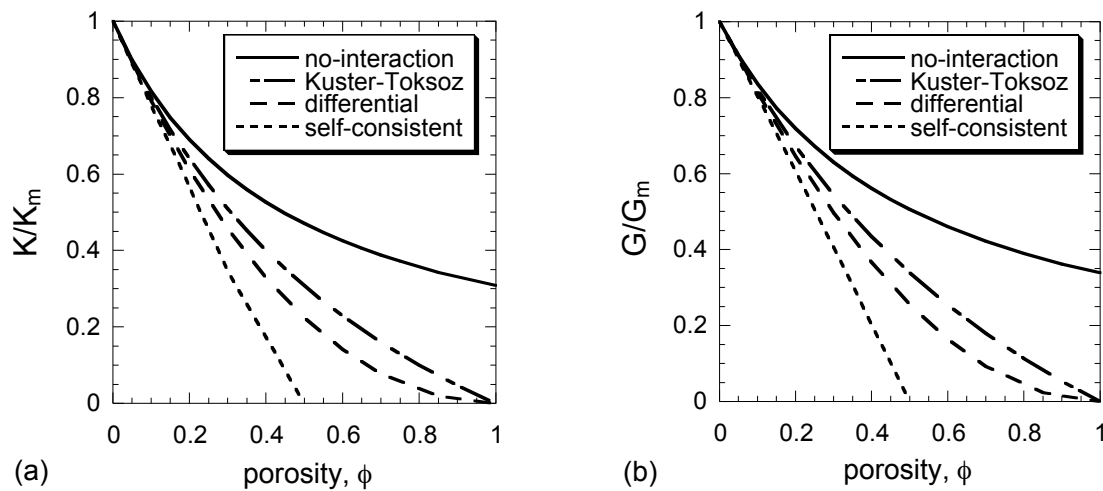 no-interaction
Kuster-Toksoz
differential
self-consistent
K/Km
1
0.8
0.6
0.4
0.2
0
0 0.2 0.4 0.6 0.8 1
porosity, ϕ
(a)
no-interaction
Kuster-Toksoz
differential
self-consistent
G/Gm
1
0.8
0.6
0.4
0.2
0
0 0.2 0.4 0.6 0.8 1
porosity, ϕ
(b)